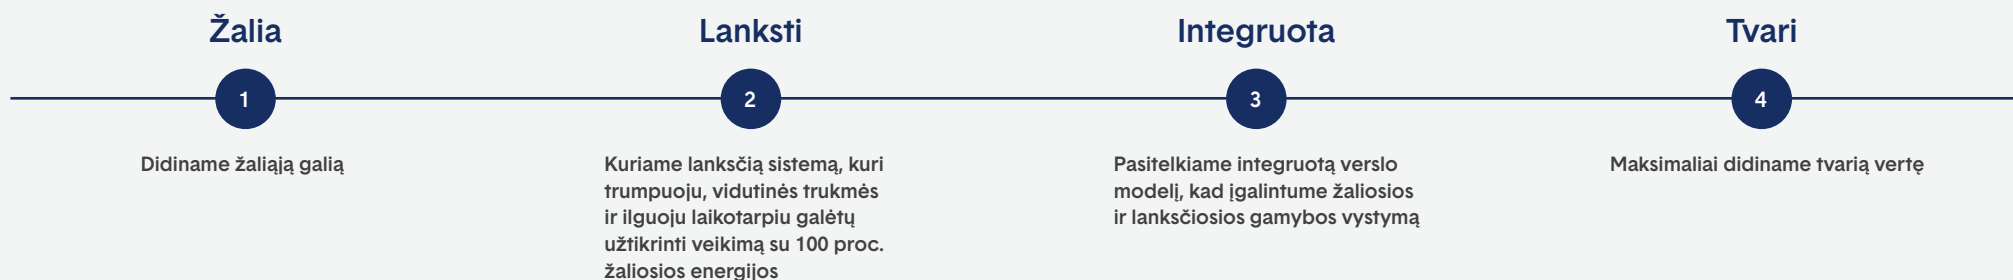 Žalia
Lanksti
Integruota
Tvari
1
2
3
4
Didiname žaliąją galią
Kuriame lanksčią sistemą, kuri
trumpuoju, vidutinės trukmės
ir ilguoju laikotarpiu galėtų
užtikrinti veikimą su 100 proc.
žaliosios energijos
Pasitelkiame integruotą verslo
modelį, kad įgalintume žaliosios
ir lanksčiosios gamybos vystymą
Maksimaliai didiname tvarią vertę